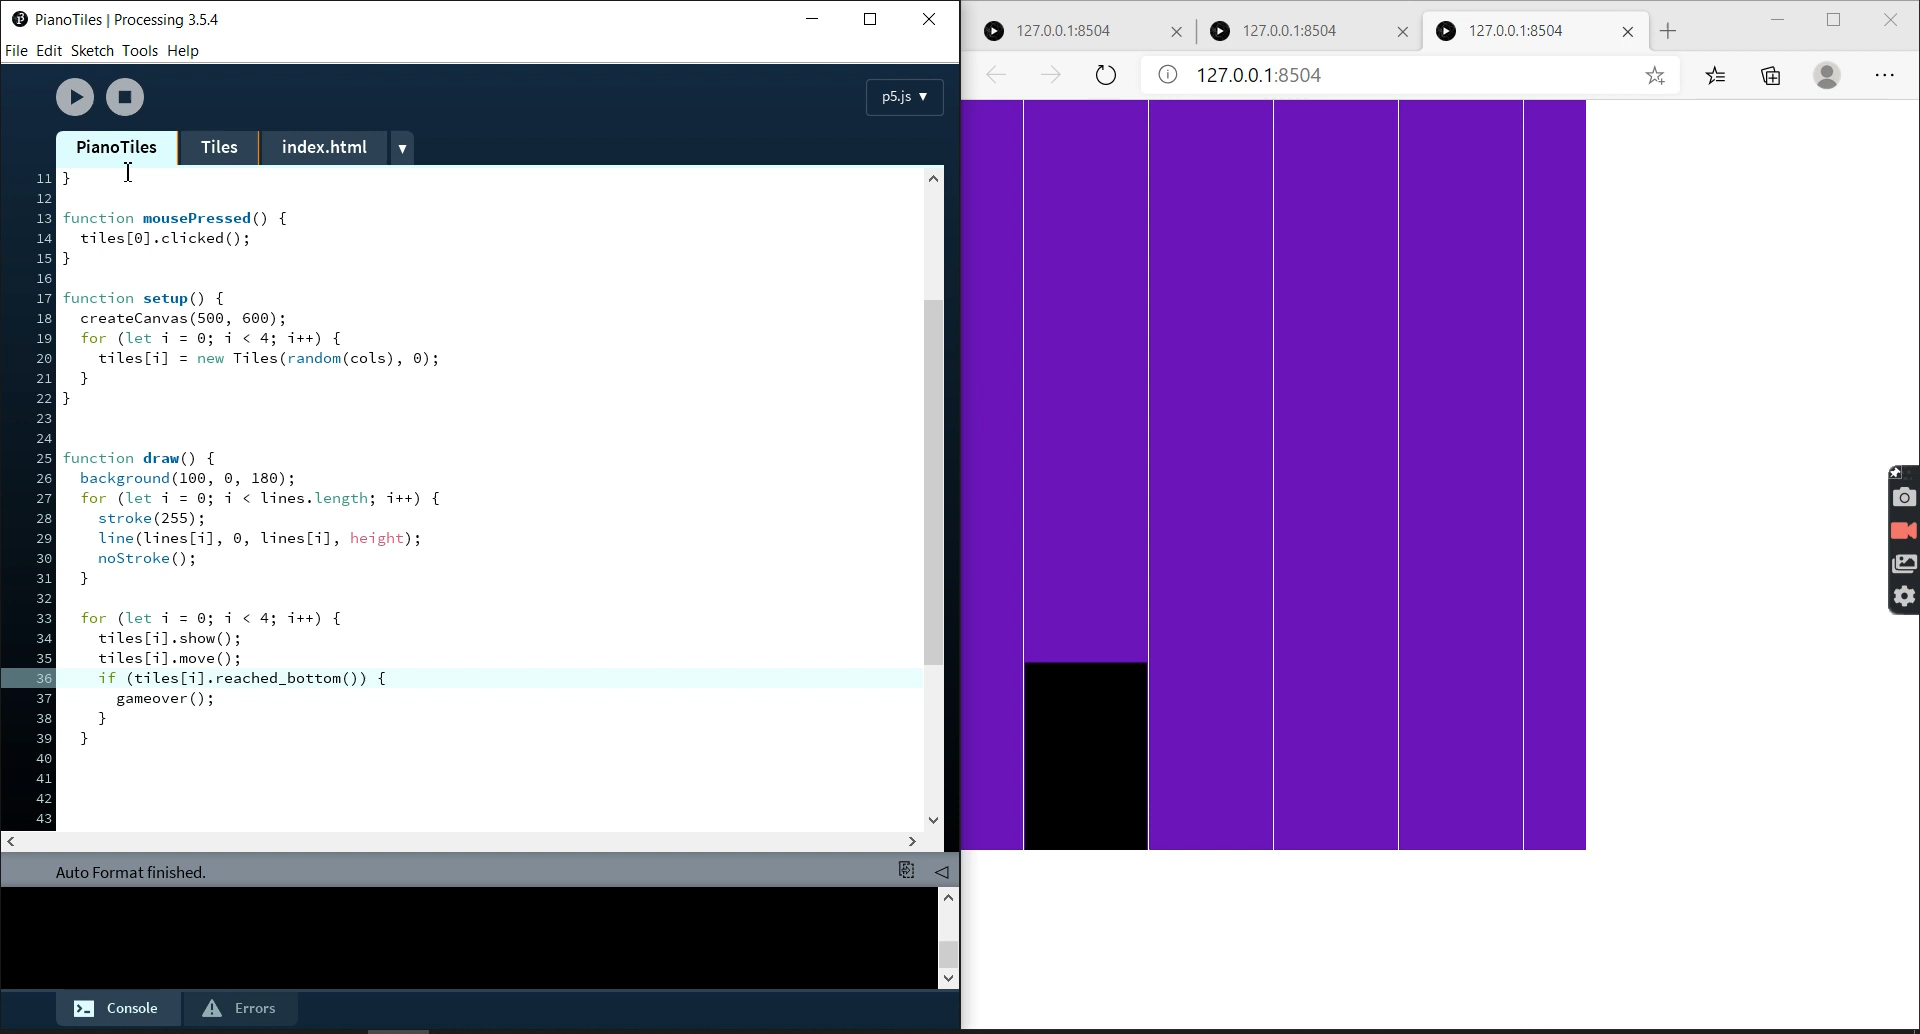 PianoTiles | Processing 3.5.4
File Edit Sketch Tools Help
p5.js ▼
PianoTiles Tiles index.html ▼
11 }
12
13 function mousePressed() {
14 tiles[0].clicked();
15 }
16
17 function setup() {
18 createCanvas(500, 600);
19 for (let i = 0; i < 4; i++) {
20 tiles[i] = new Tiles(random(cols), 0);
21 }
22 }
23
24
25 function draw() {
26 background(100, 0, 180);
27 for (let i = 0; i < lines.length; i++) {
28 stroke(255);
29 line(lines[i], 0, lines[i], height);
30 noStroke();
31 }
32
33 for (let i = 0; i < 4; i++) {
34 tiles[i].show();
35 tiles[i].move();
36 if (tiles[i].reached_bottom()) {
37 gameover();
38 }
39 }
40
41
42
43
Auto Format finished.
Console Errors
127.0.0.1:8504 127.0.0.1:8504 127.0.0.1:8504
127.0.0.1:8504